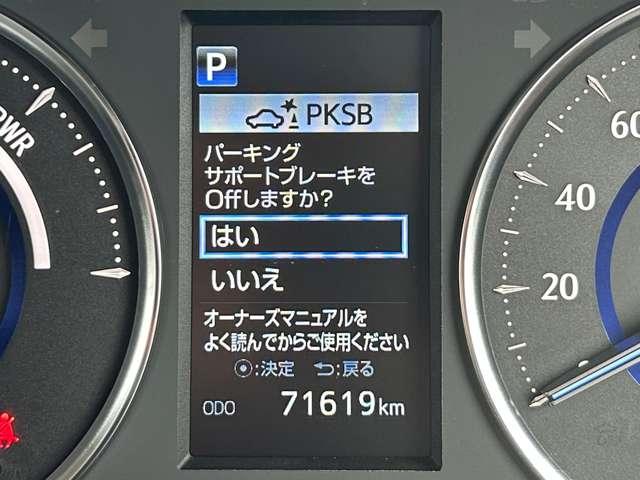 P
PKSB
パーキング
サポートブレーキを
Offしますか?
はい
いいえ
オーナーズマニュアルを
よく読んでからご使用ください
:決定 :戻る
ODO 71619km
PWR
60
40
20